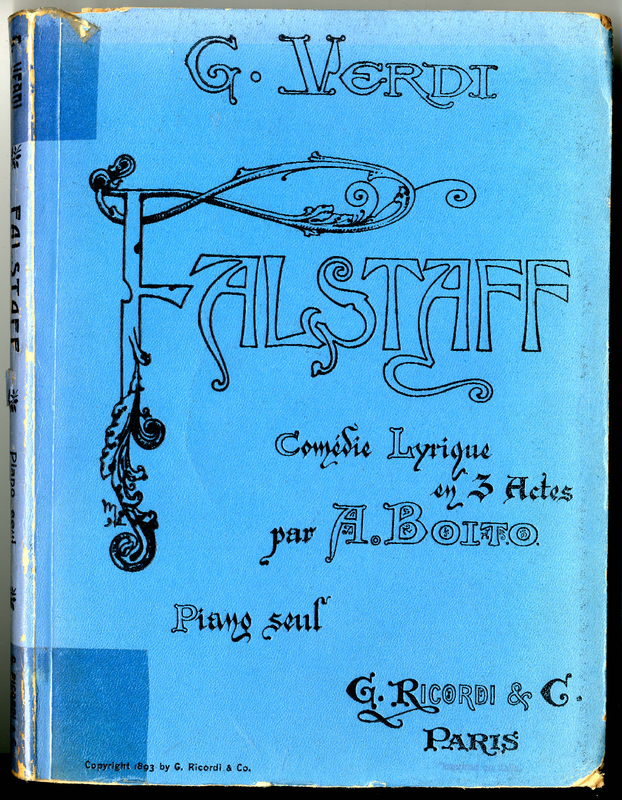 G. VERDI
FALSTAFF
Comédie Lyrique
en 3 Actes
par A. BOITO.
Piano seul
G. RICORDI & C.
PARIS
Copyright 1893 by G. Ricordi & Co.
G. VERDI * FALSTAFF * Piano seul *